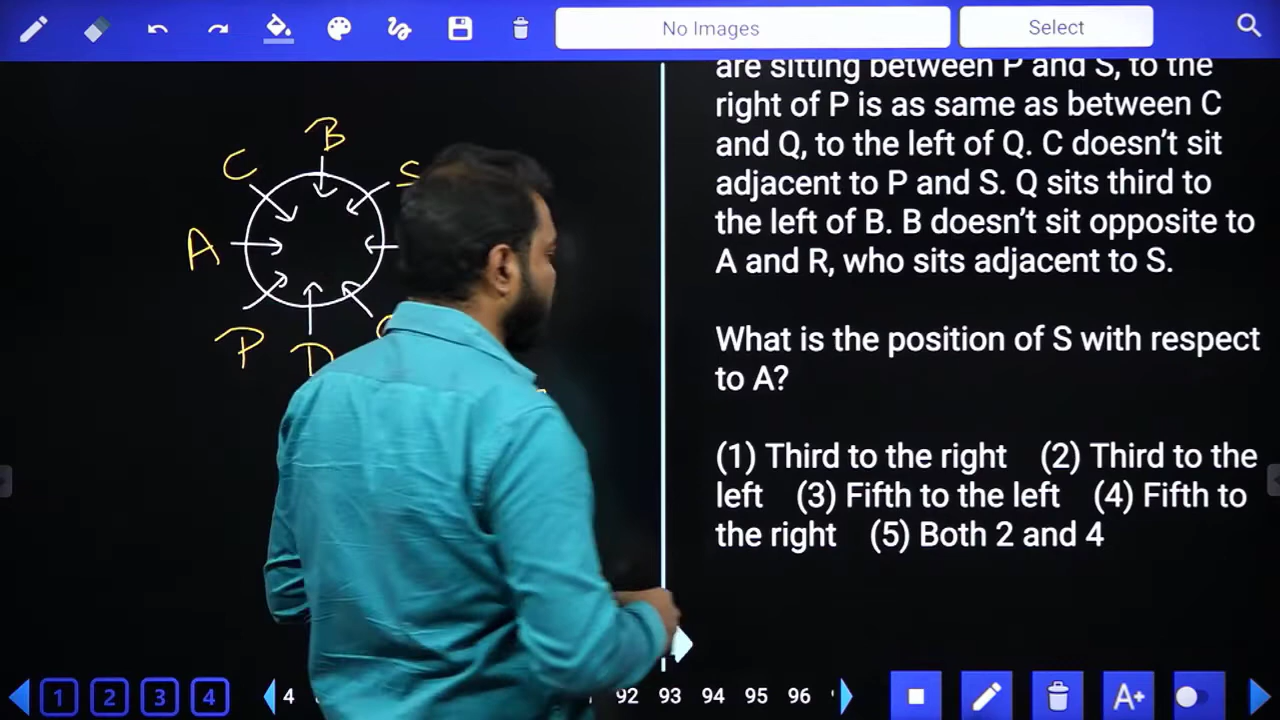 No Images
Select
are sitting between P and S, to the
right of P is as same as between C
and Q, to the left of Q. C doesn’t sit
adjacent to P and S. Q sits third to
the left of B. B doesn’t sit opposite to
A and R, who sits adjacent to S.
What is the position of S with respect
to A?
(1) Third to the right (2) Third to the
left (3) Fifth to the left (4) Fifth to
the right (5) Both 2 and 4
B
C
S
A
P
D
1 2 3 4
4
92 93 94 95 96
A+